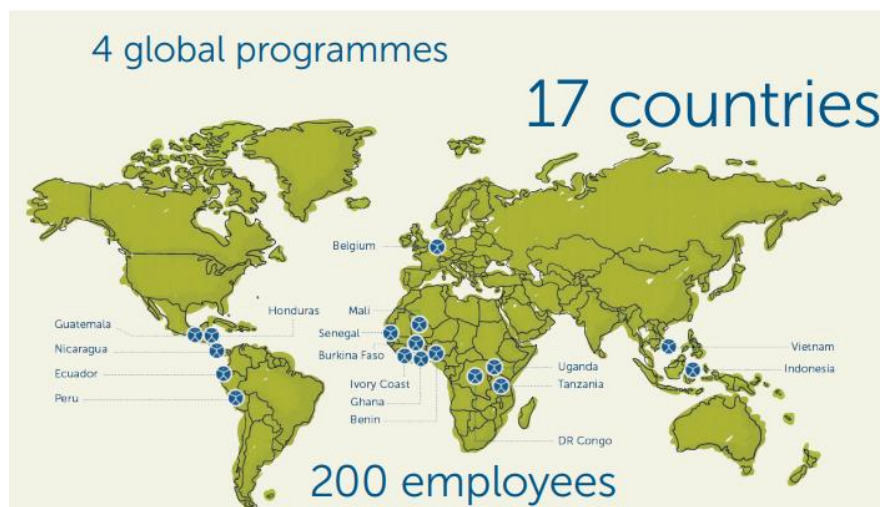 4 global programmes
17 countries
Belgium
Honduras
Guatemala
Nicaragua
Ecuador
Peru
Mali
Senegal
Burkina Faso
Ivory Coast
Ghana
Benin
Uganda
Tanzania
DR Congo
Vietnam
Indonesia
200 employees